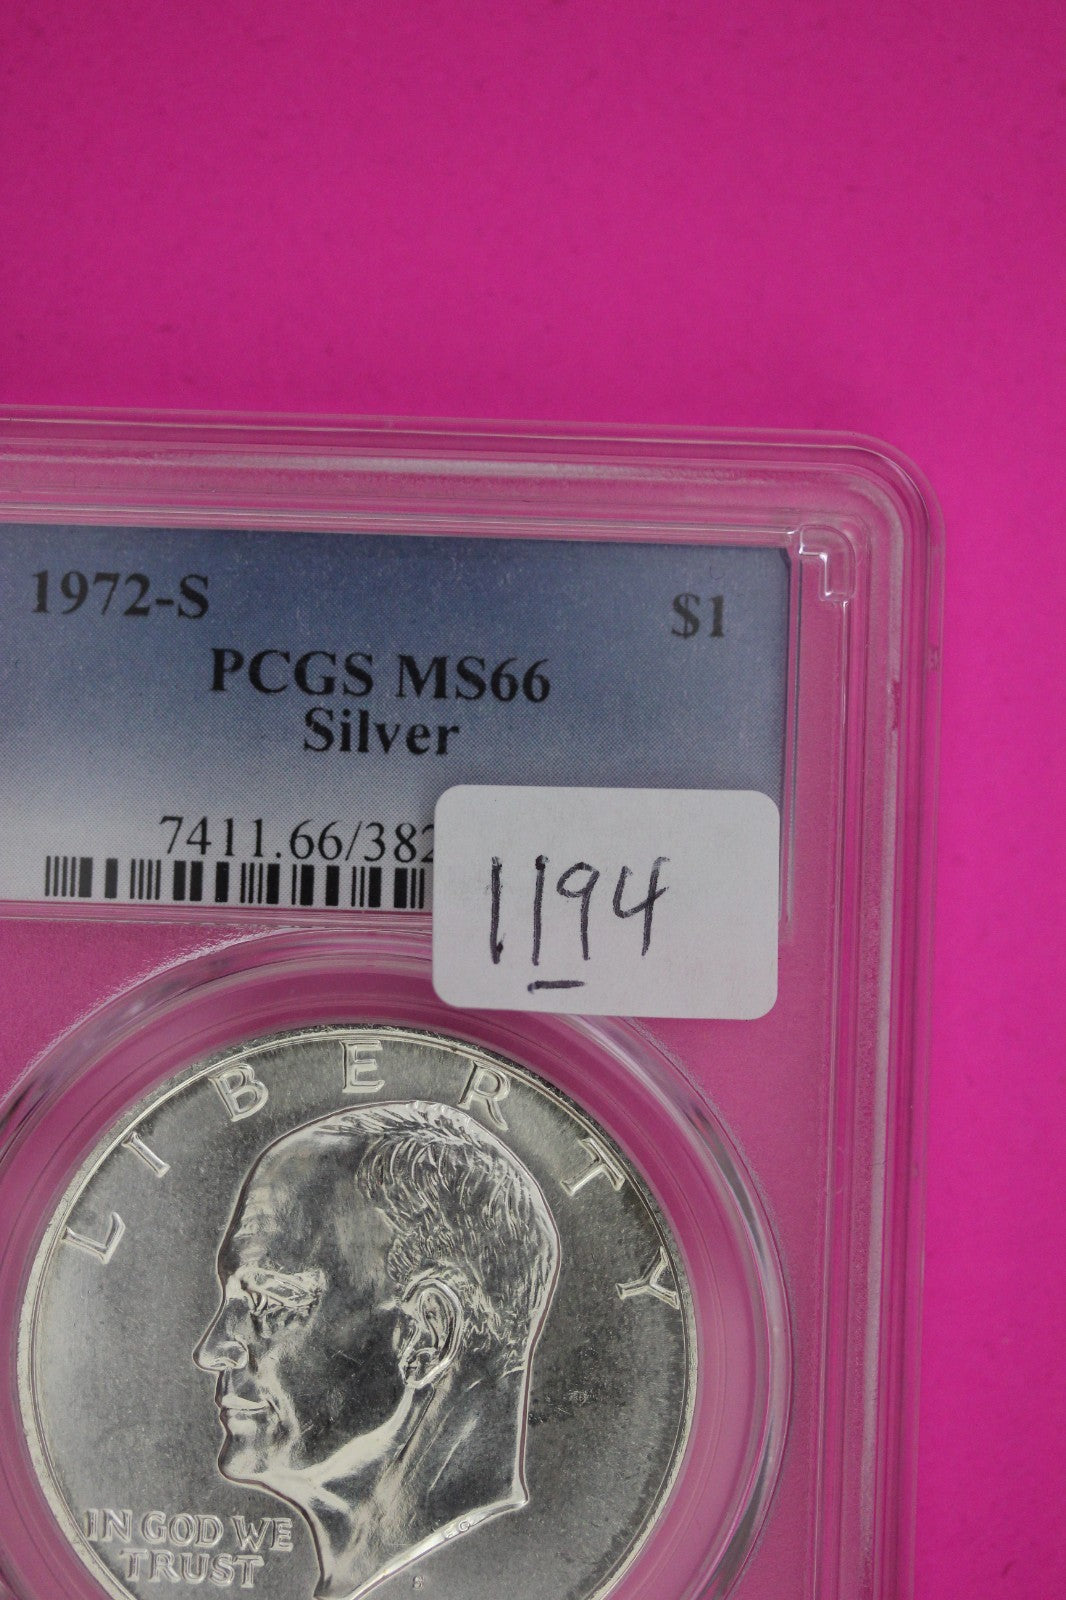 1972-S $1
PCGS MS66
Silver
7411.66/382
1194
LIBERTY
IN GOD WE
TRUST
S